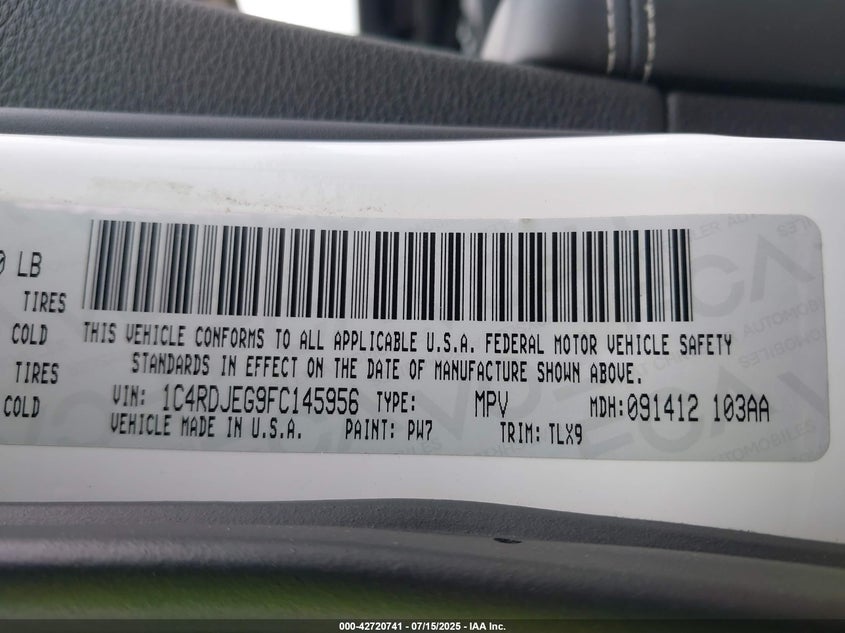 0 LB
TIRES
COLD
TIRES
COLD
THIS VEHICLE CONFORMS TO ALL APPLICABLE U.S.A. FEDERAL MOTOR VEHICLE SAFETY
STANDARDS IN EFFECT ON THE DATE OF MANUFACTURE SHOWN ABOVE.
VIN: 1C4RDJEG9FC145956 TYPE: MPV MDH:091412 103AA
VEHICLE MADE IN U.S.A. PAINT: PW7 TRIM: TLX9
000-42720741 - 07/15/2025 - IAA Inc.